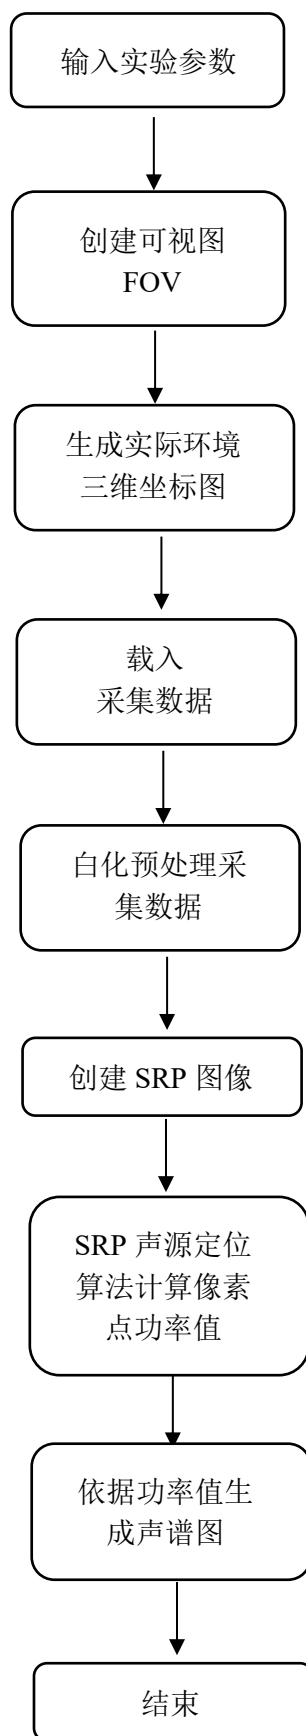 输入实验参数
创建可视图
FOV
生成实际环境
三维坐标图
载入
采集数据
白化预处理采
集数据
创建 SRP 图像
SRP 声源定位
算法计算像素
点功率值
依据功率值生
成声谱图
结束